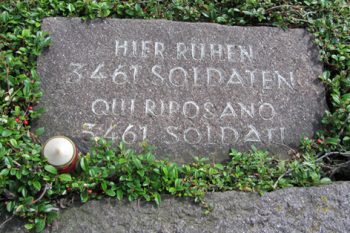 HIER RUHEN
3461 SOLDATEN
QUI RIPOSANO
3461 SOLDATI